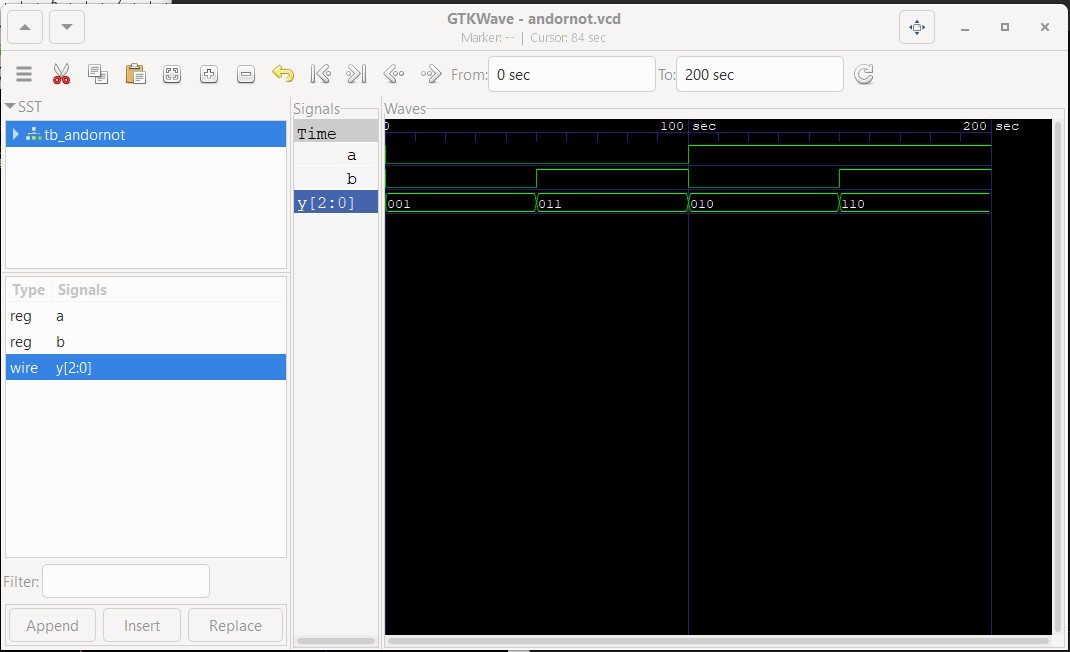 GTKWave - andornot.vcd
Marker: -- | Cursor: 84 sec
From: 0 sec To: 200 sec
SST
tb_andornot
Type Signals
reg a
reg b
wire y[2:0]
Filter:
Append Insert Replace
Signals
Time
a
b
y[2:0]
Waves
0 100 sec 200 sec
001 011 010 110